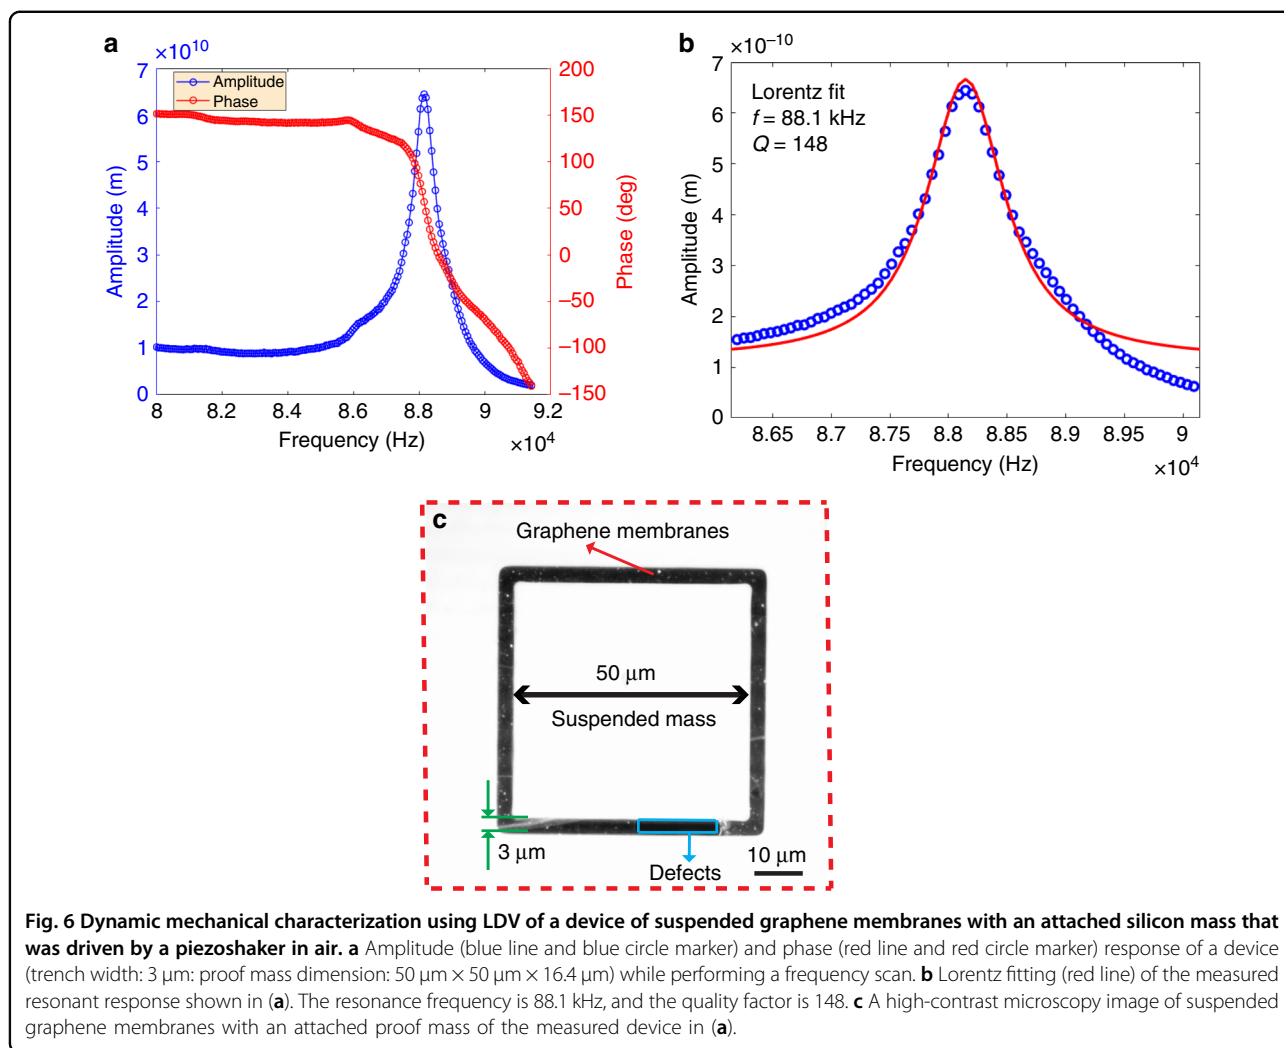 a
×10^10
Amplitude
Phase
7
6
5
4
3
2
1
0
Amplitude (m)
200
150
100
50
0
−50
−100
−150
Phase (deg)
8 8.2 8.4 8.6 8.8 9 9.2
Frequency (Hz)
×10^4
b
×10^−10
Lorentz fit
f = 88.1 kHz
Q = 148
7
6
5
4
3
2
1
0
Amplitude (m)
8.65 8.7 8.75 8.8 8.85 8.9 8.95 9
Frequency (Hz)
×10^4
c
Graphene membranes
50 μm
Suspended mass
3 μm
Defects
10 μm
Fig. 6 Dynamic mechanical characterization using LDV of a device of suspended graphene membranes with an attached silicon mass that
was driven by a piezoshaker in air. a Amplitude (blue line and blue circle marker) and phase (red line and red circle marker) response of a device
(trench width: 3 μm: proof mass dimension: 50 μm × 50 μm × 16.4 μm) while performing a frequency scan. b Lorentz fitting (red line) of the measured
resonant response shown in (a). The resonance frequency is 88.1 kHz, and the quality factor is 148. c A high-contrast microscopy image of suspended
graphene membranes with an attached proof mass of the measured device in (a).